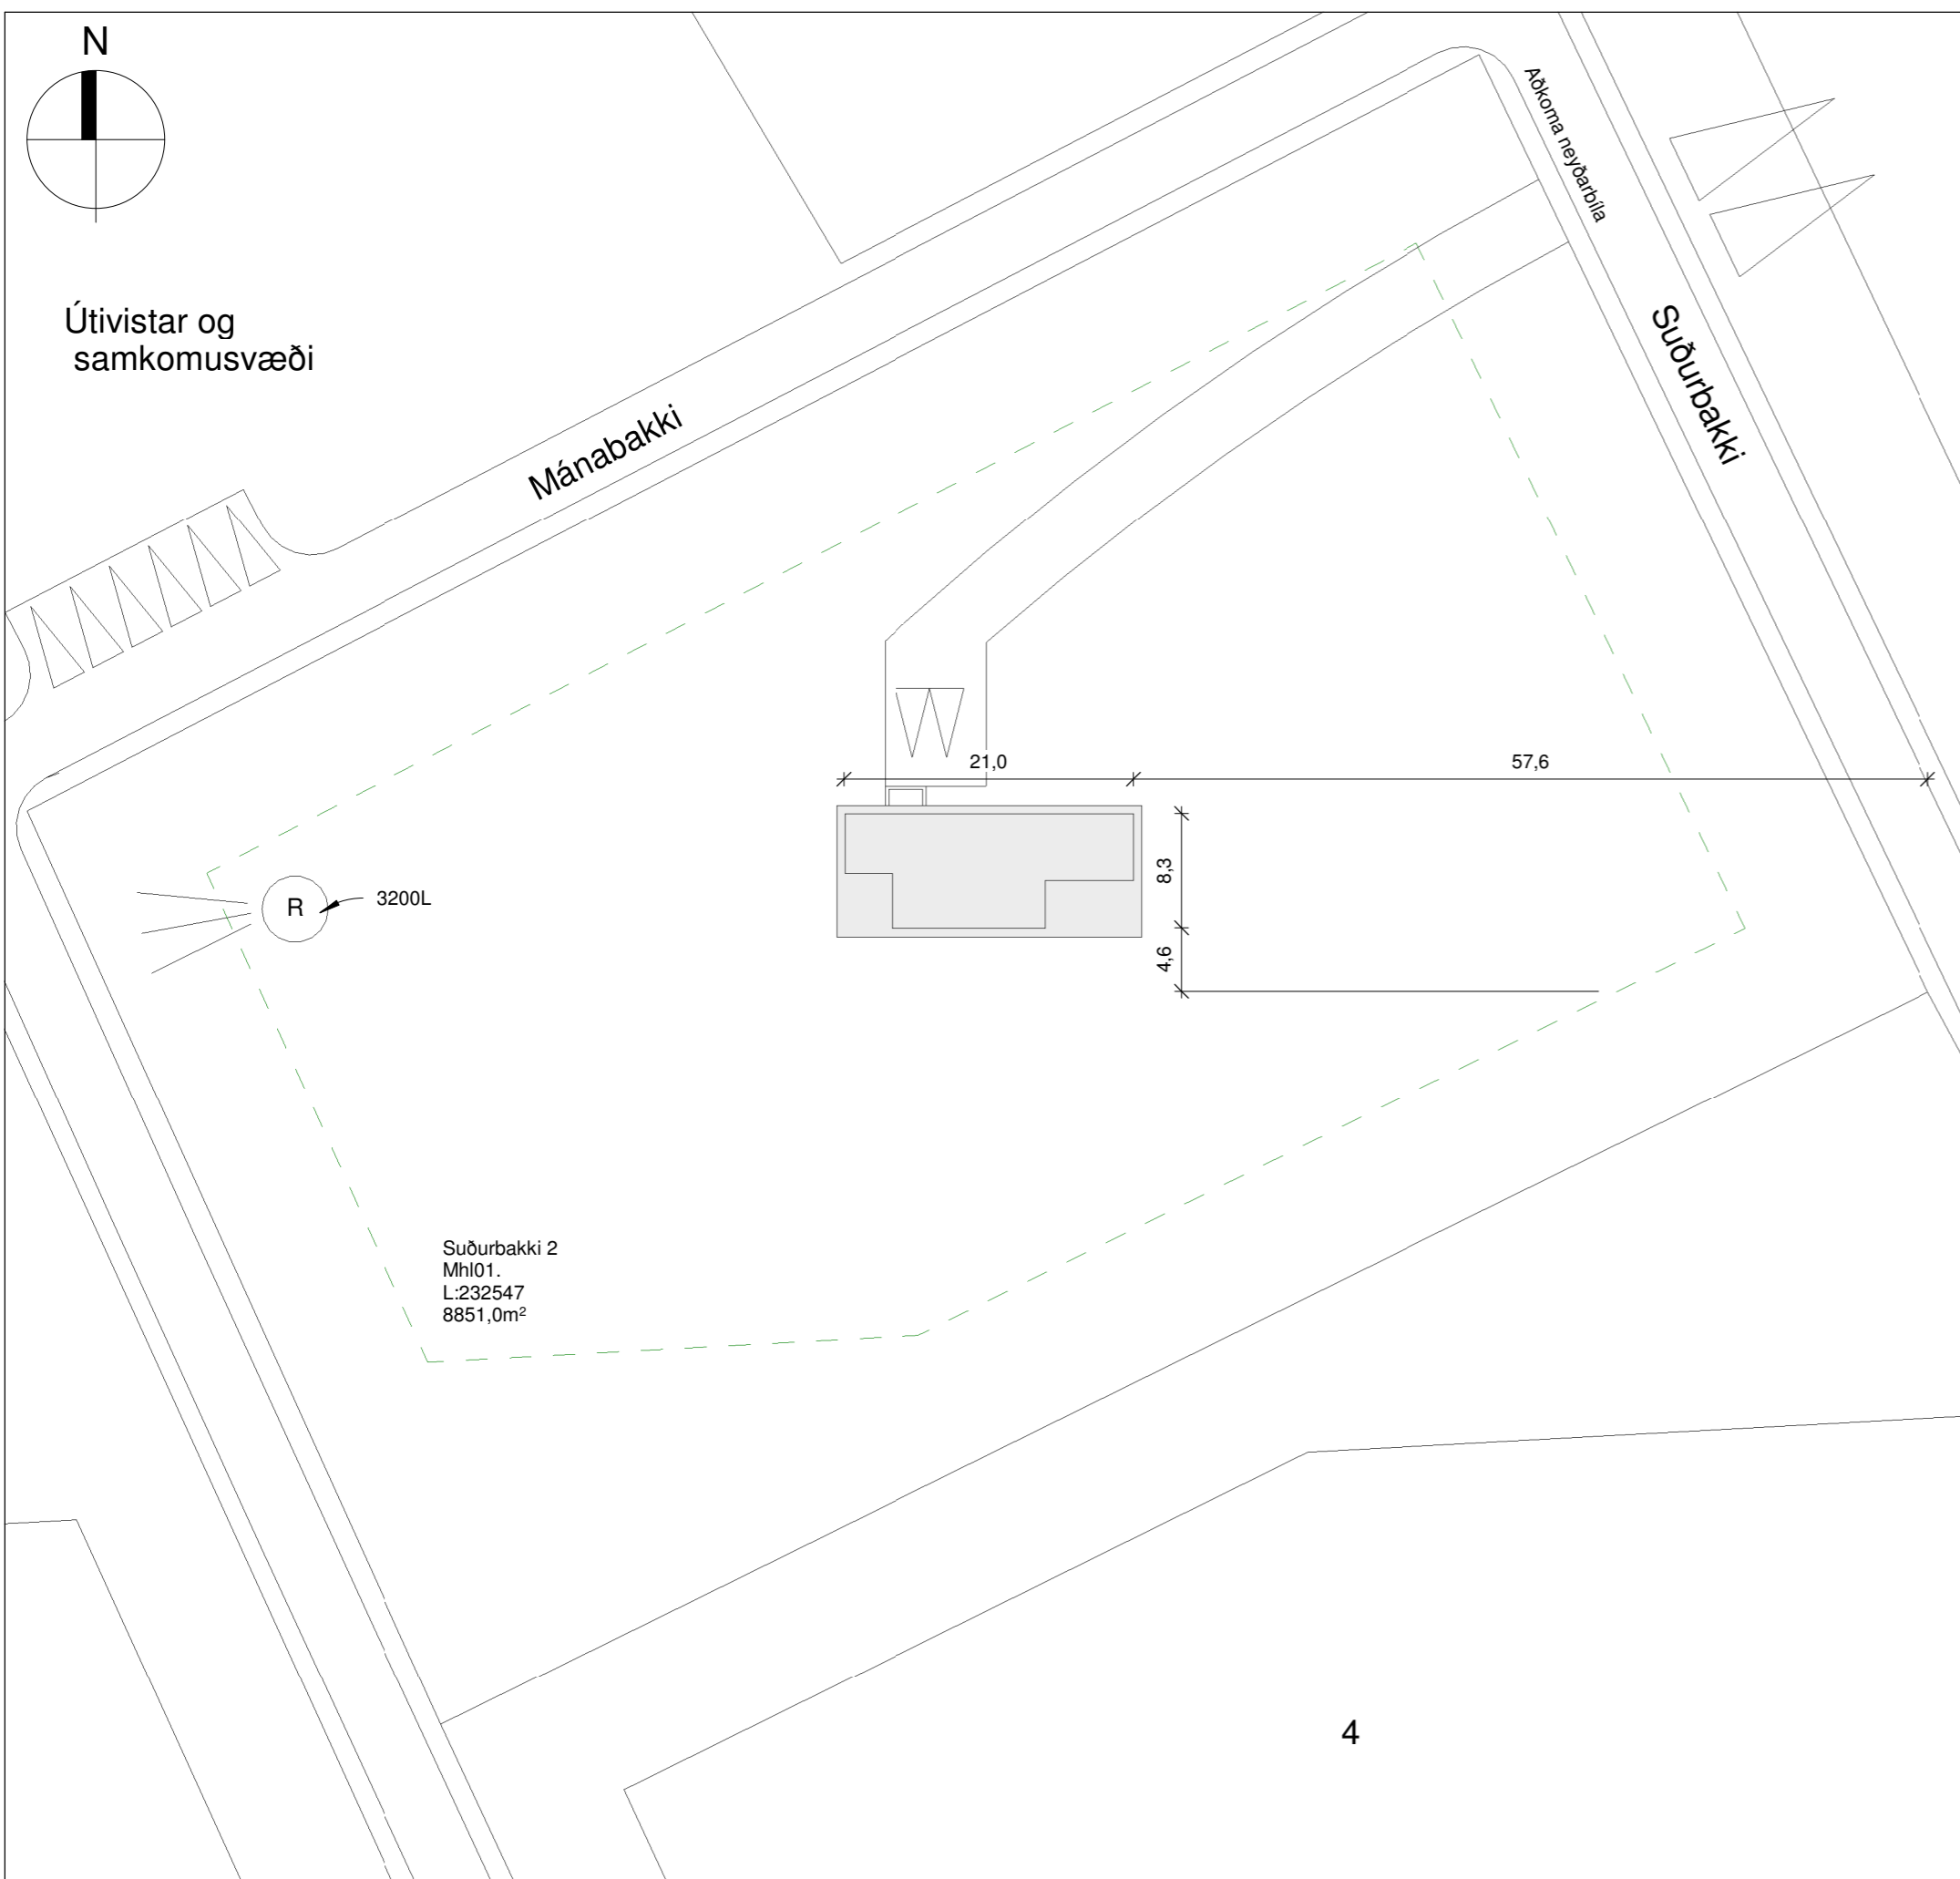 N
Aðkoma neyðarbíla
Útivistar og
samkomusvæði
Suðurbakki
Mánabakki
21,0
57,6
8,3
R
3200L
4,6
Suðurbakki 2
Mhl01.
L:232547
8851,0m²
4